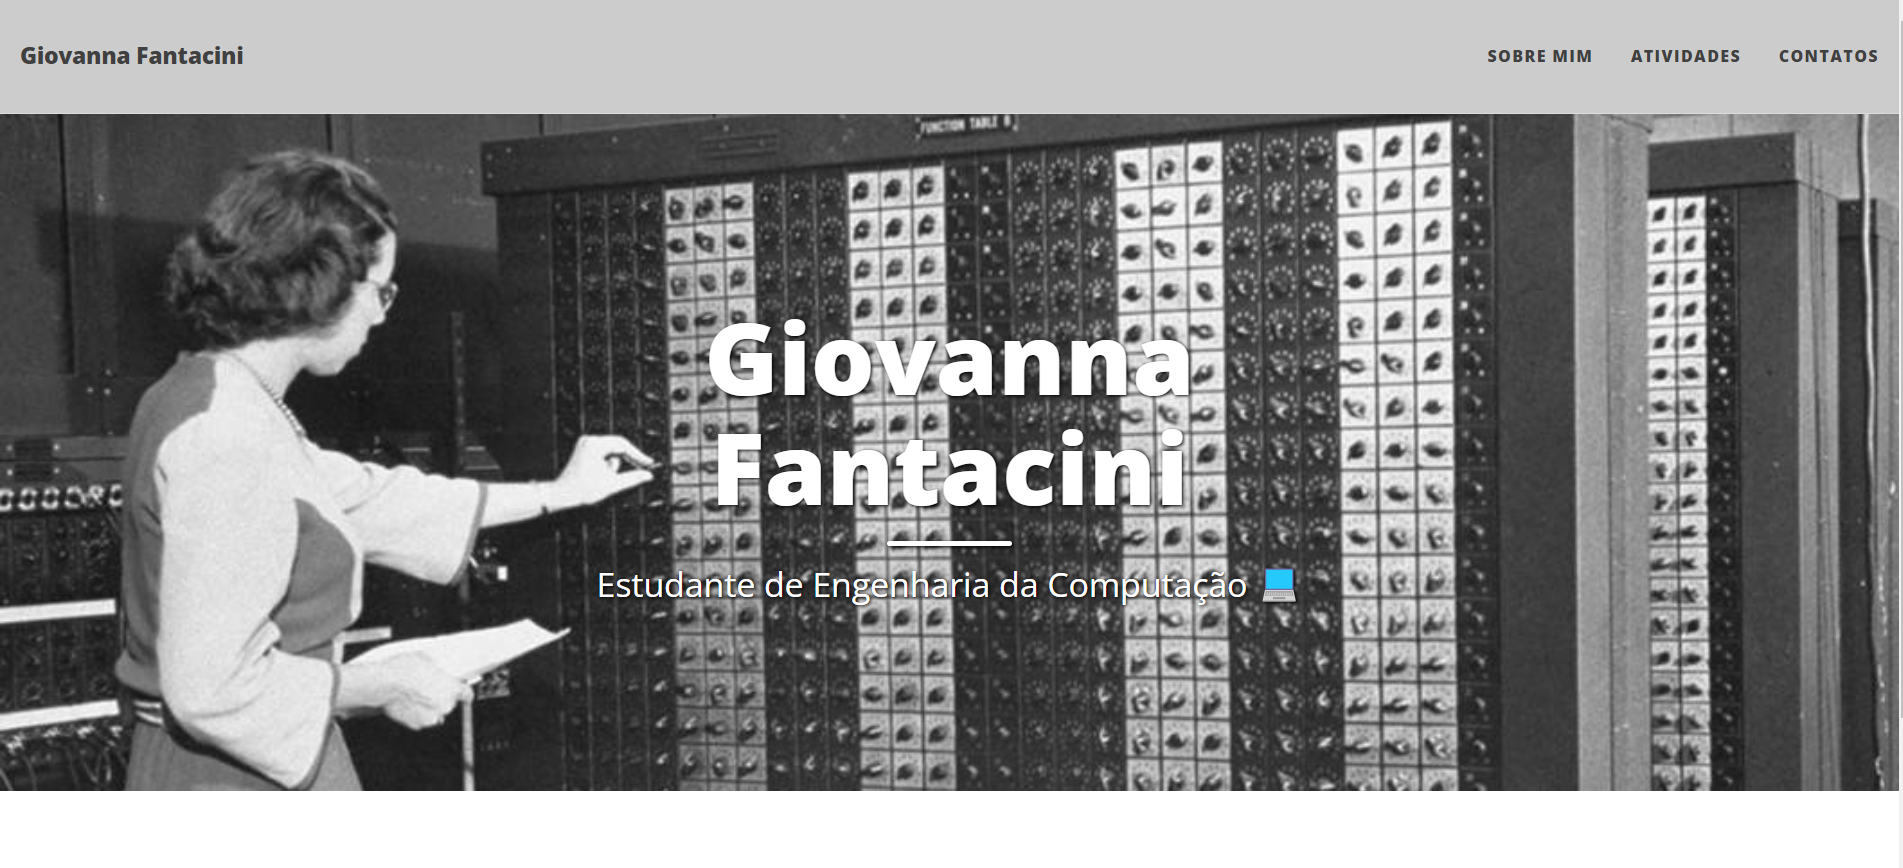 Giovanna Fantacini
SOBRE MIM ATIVIDADES CONTATOS
FUNCTION TABLE B
Giovanna
Fantacini
Estudante de Engenharia da Computação 💻